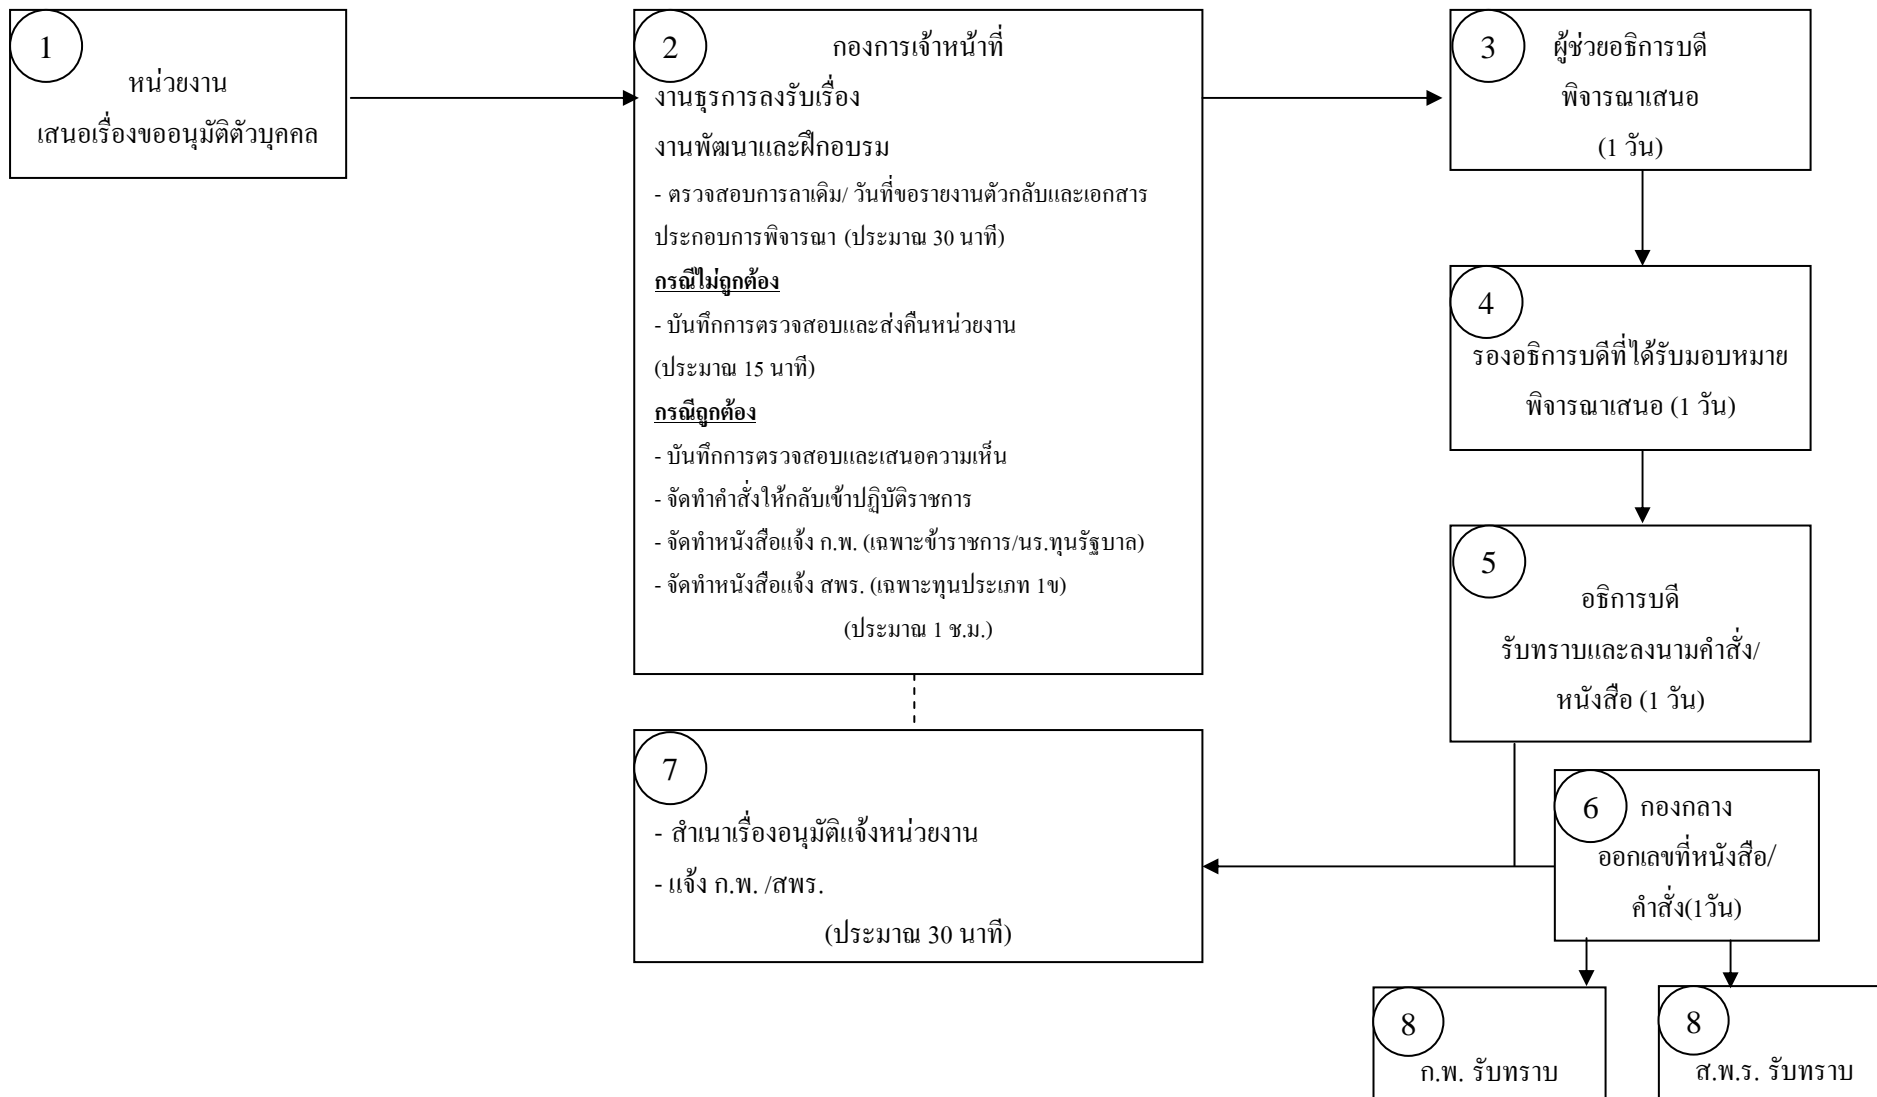 1
หน่วยงาน
เสนอเรื่องขออนุมัติตัวบุคคล
2
กองการเจ้าหน้าที่
งานธุรการลงรับเรื่อง
งานพัฒนาและฝึกอบรม
- ตรวจสอบการลาเดิม/ วันที่ขอรายงานตัวกลับและเอกสาร
ประกอบการพิจารณา (ประมาณ 30 นาที)
กรณีไม่ถูกต้อง
- บันทึกการตรวจสอบและส่งคืนหน่วยงาน
(ประมาณ 15 นาที)
กรณีถูกต้อง
- บันทึกการตรวจสอบและเสนอความเห็น
- จัดทำคำสั่งให้กลับเข้าปฏิบัติราชการ
- จัดทำหนังสือแจ้ง ก.พ. (เฉพาะข้าราชการ/นร.ทุนรัฐบาล)
- จัดทำหนังสือแจ้ง สพร. (เฉพาะทุนประเภท 1ข)
(ประมาณ 1 ช.ม.)
3
ผู้ช่วยอธิการบดี
พิจารณาเสนอ
(1 วัน)
4
รองอธิการบดีที่ได้รับมอบหมาย
พิจารณาเสนอ (1 วัน)
5
อธิการบดี
รับทราบและลงนามคำสั่ง/
หนังสือ (1 วัน)
6
กองกลาง
ออกเลขที่หนังสือ/
คำสั่ง(1วัน)
7
- สำเนาเรื่องอนุมัติแจ้งหน่วยงาน
- แจ้ง ก.พ. /สพร.
(ประมาณ 30 นาที)
8
ก.พ. รับทราบ
8
ส.พ.ร. รับทราบ